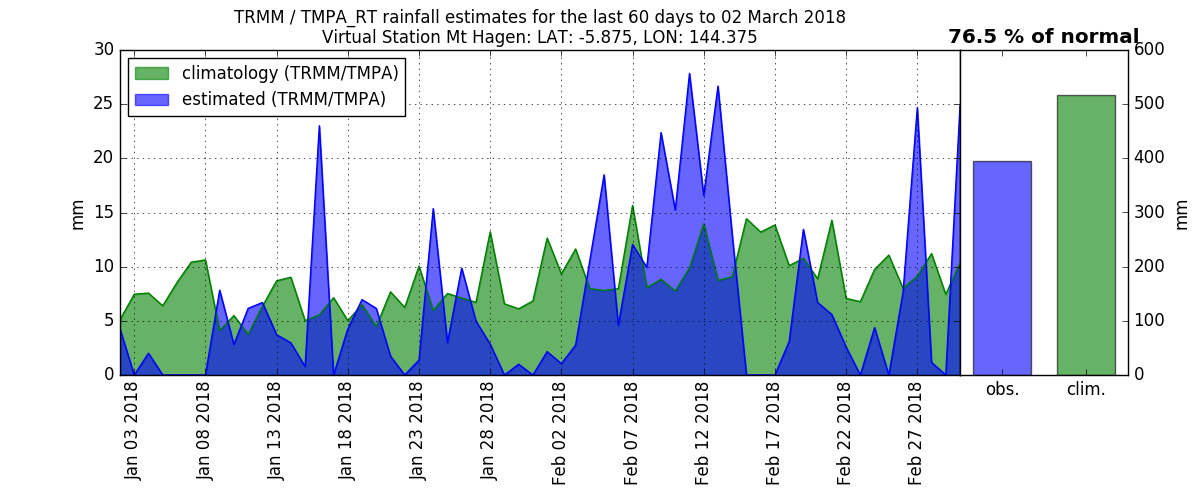 TRMM / TMPA_RT rainfall estimates for the last 60 days to 02 March 2018
Virtual Station Mt Hagen: LAT: -5.875, LON: 144.375
76.5 % of normal
climatology (TRMM/TMPA)
estimated (TRMM/TMPA)
30
25
20
15
10
5
0
mm
600
500
400
300
200
100
0
mm
obs.
clim.
Jan 03 2018
Jan 08 2018
Jan 13 2018
Jan 18 2018
Jan 23 2018
Jan 28 2018
Feb 02 2018
Feb 07 2018
Feb 12 2018
Feb 17 2018
Feb 22 2018
Feb 27 2018